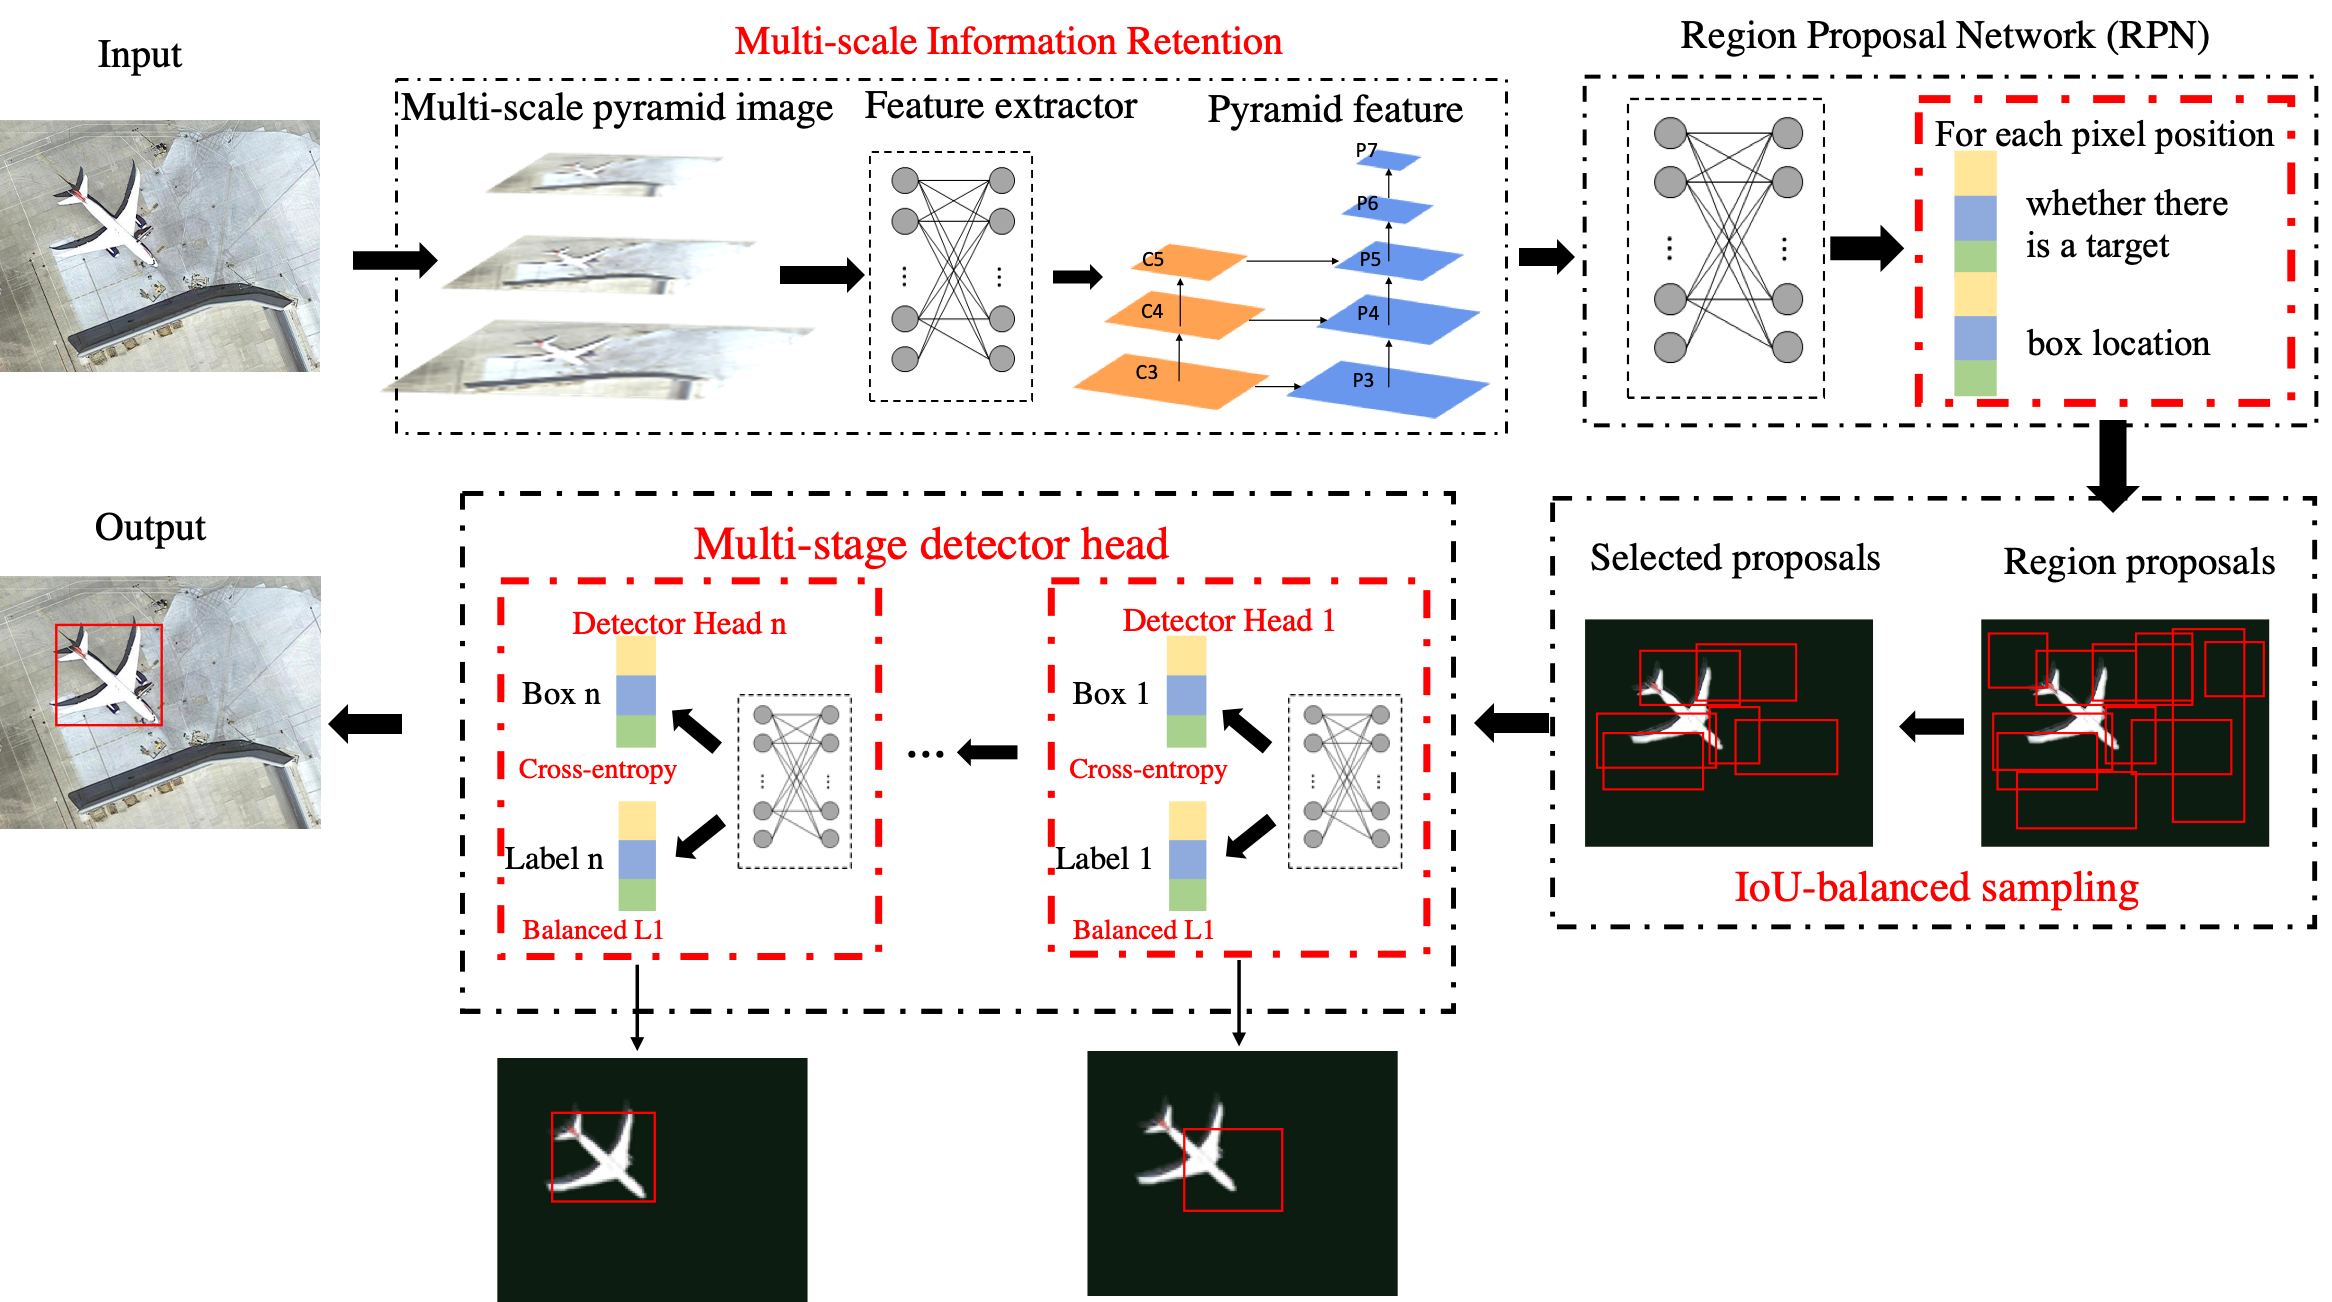 Input
Multi-scale Information Retention
Region Proposal Network (RPN)
Multi-scale pyramid image
Feature extractor
Pyramid feature
P7
P6
P5
P4
P3
C5
C4
C3
For each pixel position
whether there
is a target
box location
Output
Multi-stage detector head
Detector Head n
Box n
Cross-entropy
Label n
Balanced L1
...
Detector Head 1
Box 1
Cross-entropy
Label 1
Balanced L1
Selected proposals
Region proposals
IoU-balanced sampling